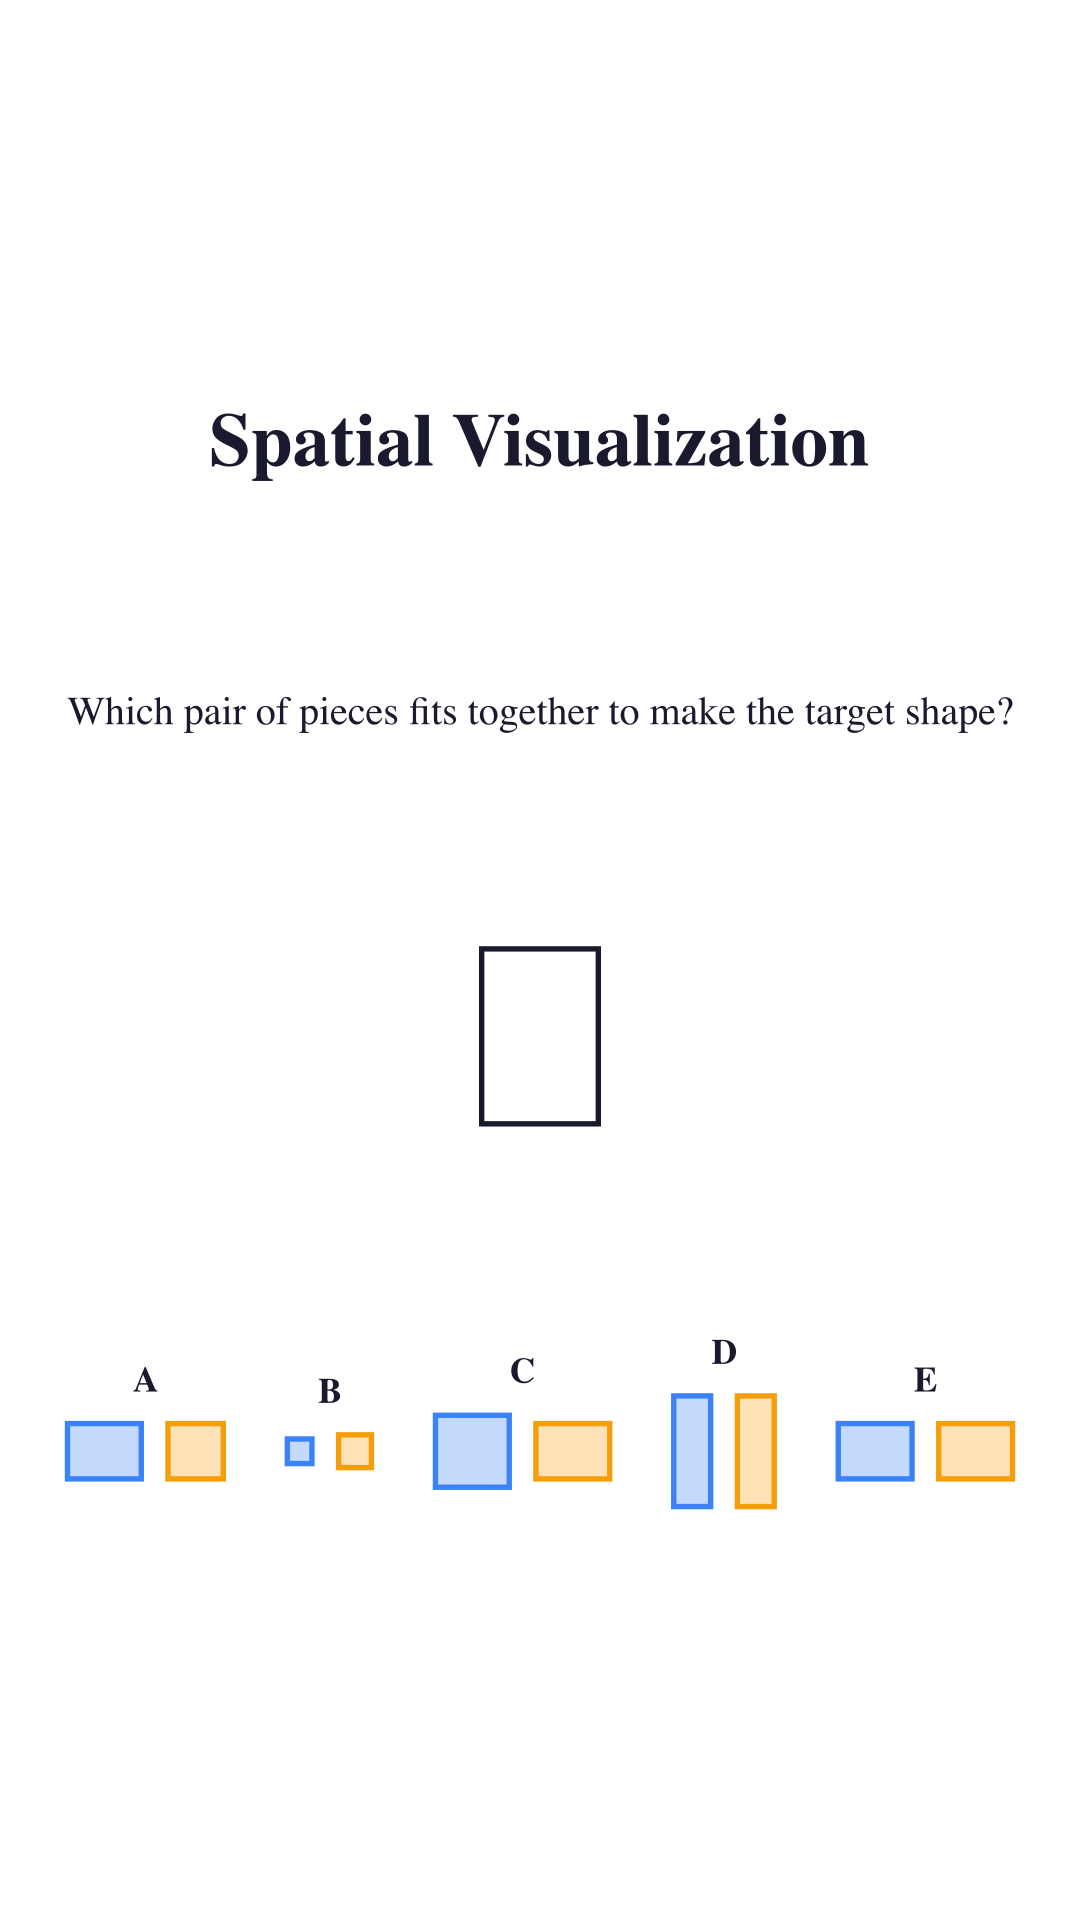 Spatial Visualization
Which pair of pieces fits together to make the target shape?
A
B
C
D
E